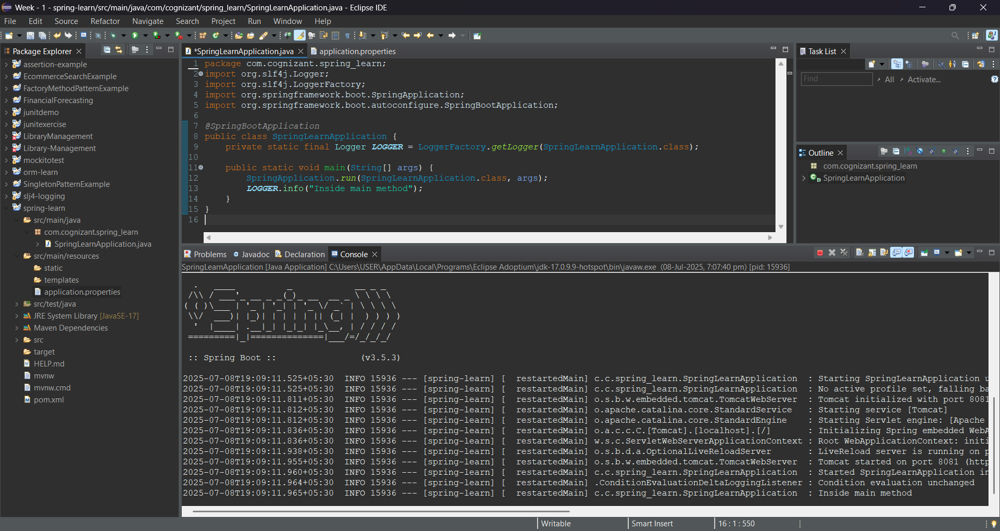 Week - 1 - spring-learn/src/main/java/com/cognizant/spring_learn/SpringLearnApplication.java - Eclipse IDE
File Edit Source Refactor Navigate Search Project Run Window Help
Package Explorer
assertion-example
EcommerceSearchExample
FactoryMethodPatternExample
FinancialForecasting
junitdemo
junitexercise
LibraryManagement
Library-Management
mockitotest
orm-learn
SingletonPatternExample
slj4-logging
spring-learn
src/main/java
com.cognizant.spring_learn
SpringLearnApplication.java
src/main/resources
static
templates
application.properties
src/test/java
JRE System Library [JavaSE-17]
Maven Dependencies
src
target
HELP.md
mvnw
mvnw.cmd
pom.xml
*SpringLearnApplication.java application.properties
1 package com.cognizant.spring_learn;
2 import org.slf4j.Logger;
3 import org.slf4j.LoggerFactory;
4 import org.springframework.boot.SpringApplication;
5 import org.springframework.boot.autoconfigure.SpringBootApplication;
6
7 @SpringBootApplication
8 public class SpringLearnApplication {
9 private static final Logger LOGGER = LoggerFactory.getLogger(SpringLearnApplication.class);
10
11 public static void main(String[] args) {
12 SpringApplication.run(SpringLearnApplication.class, args);
13 LOGGER.info("Inside main method");
14 }
15 }
16
Task List
Find All Activate...
Outline
com.cognizant.spring_learn
SpringLearnApplication
Problems Javadoc Declaration Console
SpringLearnApplication [Java Application] C:\Users\USER\AppData\Local\Programs\Eclipse Adoptium\jdk-17.0.9.9-hotspot\bin\javaw.exe (08-Jul-2025, 7:07:40 pm) [pid: 15936]
Spring
:: Spring Boot :: (v3.5.3)
2025-07-08T19:09:11.525+05:30 INFO 15936 --- [spring-learn] [ restartedMain] c.c.spring_learn.SpringLearnApplication : Starting SpringLearnApplication u
2025-07-08T19:09:11.525+05:30 INFO 15936 --- [spring-learn] [ restartedMain] c.c.spring_learn.SpringLearnApplication : No active profile set, falling ba
2025-07-08T19:09:11.811+05:30 INFO 15936 --- [spring-learn] [ restartedMain] o.s.b.w.embedded.tomcat.TomcatWebServer : Tomcat initialized with port 8081
2025-07-08T19:09:11.812+05:30 INFO 15936 --- [spring-learn] [ restartedMain] o.apache.catalina.core.StandardService : Starting service [Tomcat]
2025-07-08T19:09:11.812+05:30 INFO 15936 --- [spring-learn] [ restartedMain] o.apache.catalina.core.StandardEngine : Starting Servlet engine: [Apache
2025-07-08T19:09:11.836+05:30 INFO 15936 --- [spring-learn] [ restartedMain] o.a.c.c.C.[Tomcat].[localhost].[/] : Initializing Spring embedded WebA
2025-07-08T19:09:11.836+05:30 INFO 15936 --- [spring-learn] [ restartedMain] w.s.c.ServletWebServerApplicationContext : Root WebApplicationContext: initi
2025-07-08T19:09:11.938+05:30 INFO 15936 --- [spring-learn] [ restartedMain] o.s.b.d.a.OptionalLiveReloadServer : LiveReload server is running on p
2025-07-08T19:09:11.955+05:30 INFO 15936 --- [spring-learn] [ restartedMain] o.s.b.w.embedded.tomcat.TomcatWebServer : Tomcat started on port 8081 (http
2025-07-08T19:09:11.960+05:30 INFO 15936 --- [spring-learn] [ restartedMain] c.c.spring_learn.SpringLearnApplication : Started SpringLearnApplication in
2025-07-08T19:09:11.964+05:30 INFO 15936 --- [spring-learn] [ restartedMain] .ConditionEvaluationDeltaLoggingListener : Condition evaluation unchanged
2025-07-08T19:09:11.965+05:30 INFO 15936 --- [spring-learn] [ restartedMain] c.c.spring_learn.SpringLearnApplication : Inside main method
Writable Smart Insert 16 : 1 : 550